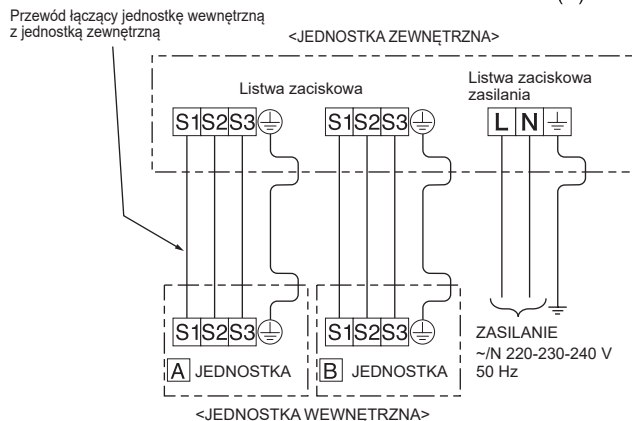 Przewód łączący jednostkę wewnętrzną
z jednostką zewnętrzną
<JEDNOSTKA ZEWNĘTRZNA>
Listwa zaciskowa
Listwa zaciskowa
zasilania
S1 S2 S3
S1 S2 S3
L N
S1 S2 S3
S1 S2 S3
A JEDNOSTKA
B JEDNOSTKA
ZASILANIE
~/N 220-230-240 V
50 Hz
<JEDNOSTKA WEWNETRZNA>